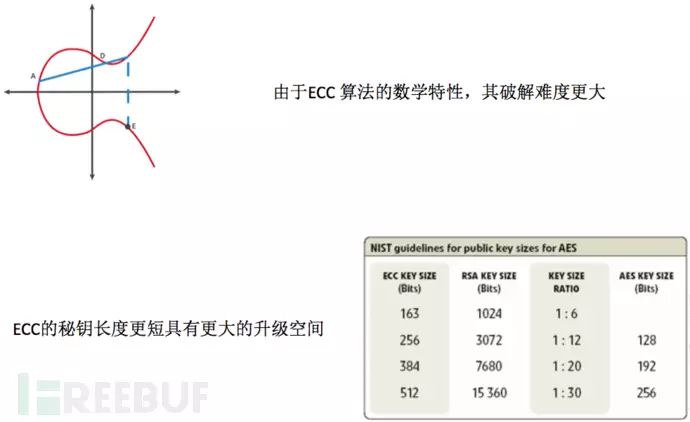 A
D
E
由于ECC 算法的数学特性，其破解难度更大
NIST guidelines for public key sizes for AES
ECC KEY SIZE (Bits) RSA KEY SIZE (Bits) KEY SIZE RATIO AES KEY SIZE (Bits)
163 1024 1 : 6
256 3072 1 : 12 128
384 7680 1 : 20 192
512 15 360 1 : 30 256
ECC的秘钥长度更短具有更大的升级空间
FREEBUF